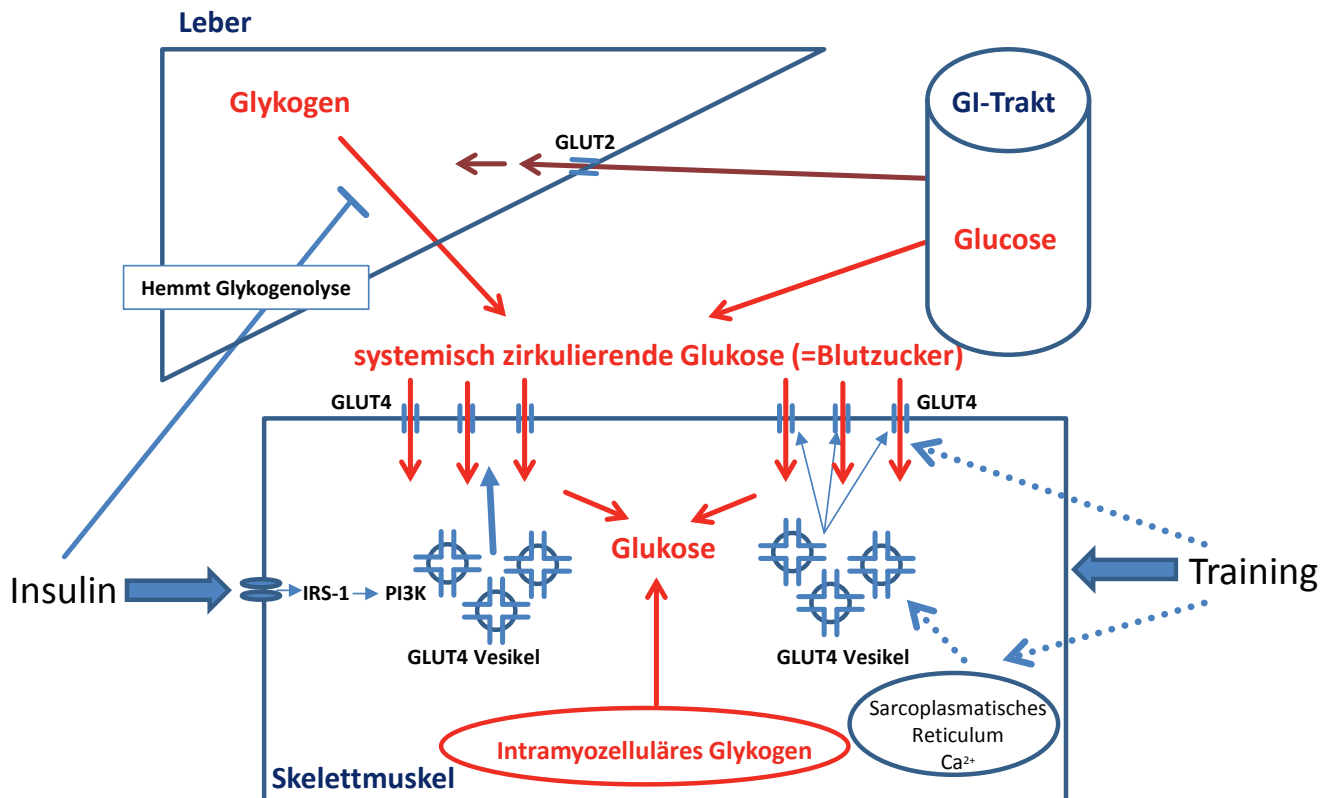 Leber
Glykogen
GI-Trakt
GLUT2
Glucose
Hemmt Glykogenolyse
systemisch zirkulierende Glukose (=Blutzucker)
GLUT4
GLUT4
Glukose
Insulin
IRS-1
PI3K
Training
GLUT4 Vesikel
GLUT4 Vesikel
Sarcoplasmatisches
Reticulum
Ca²⁺
Intramyozelluläres Glykogen
Skelettmuskel